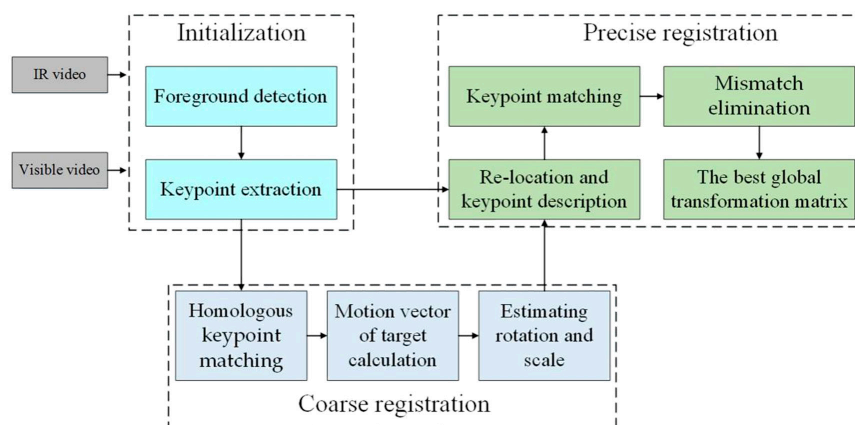 Initialization
IR video
Visible video
Foreground detection
Keypoint extraction
Precise registration
Keypoint matching
Mismatch
elimination
Re-location and
keypoint description
The best global
transformation matrix
Homologous
keypoint
matching
Motion vector
of target
calculation
Estimating
rotation and
scale
Coarse registration